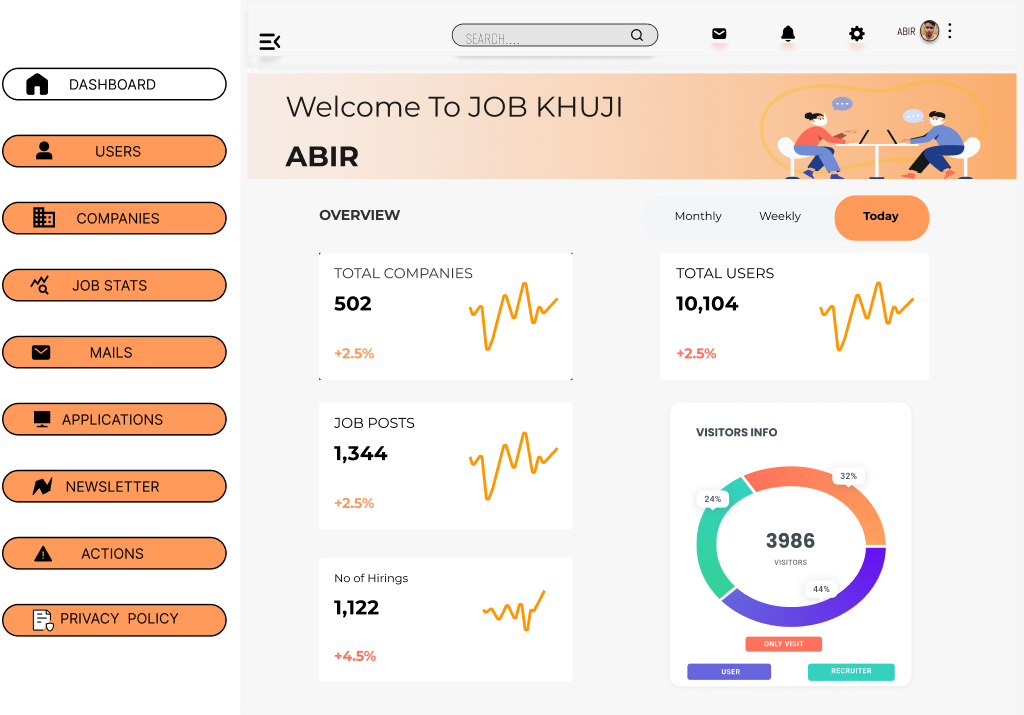 SEARCH....
ABIR
DASHBOARD
USERS
COMPANIES
JOB STATS
MAILS
APPLICATIONS
NEWSLETTER
ACTIONS
PRIVACY POLICY
Welcome To JOB KHUJI
ABIR
OVERVIEW
Monthly Weekly Today
TOTAL COMPANIES
502
+2.5%
TOTAL USERS
10,104
+2.5%
JOB POSTS
1,344
+2.5%
No of Hirings
1,122
+4.5%
VISITORS INFO
32%
24%
3986
VISITORS
44%
ONLY VISIT
USER
RECRUITER